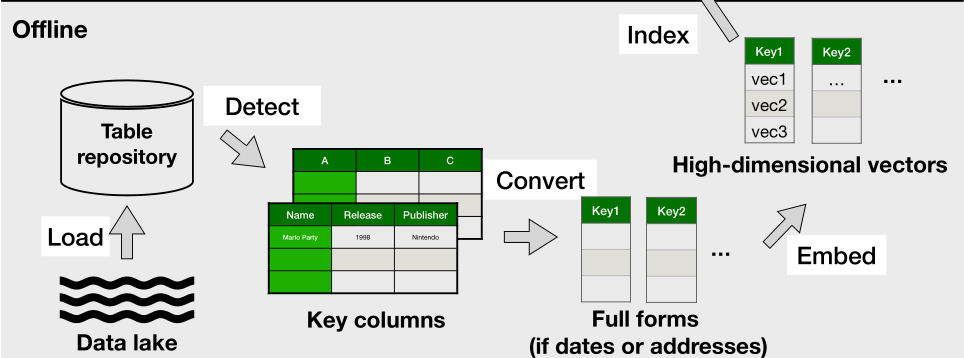 Offline
Index
Key1 Key2
vec1 ...
vec2
vec3
...
High-dimensional vectors
Table
repository
Detect
A B C
Name Release Publisher
Mario Party 1998 Nintendo
Key columns
Convert
Key1 Key2
...
Full forms
(if dates or addresses)
Embed
Load
Data lake